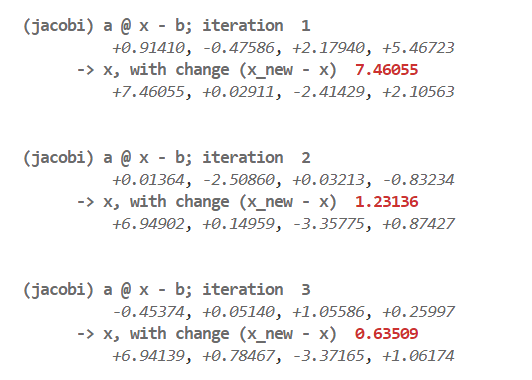 (jacobi) a @ x - b; iteration  1
+0.91410, -0.47586, +2.17940, +5.46723
-> x, with change (x_new - x)  7.46055
+7.46055, +0.02911, -2.41429, +2.10563
(jacobi) a @ x - b; iteration  2
+0.01364, -2.50860, +0.03213, -0.83234
-> x, with change (x_new - x)  1.23136
+6.94902, +0.14959, -3.35775, +0.87427
(jacobi) a @ x - b; iteration  3
-0.45374, +0.05140, +1.05586, +0.25997
-> x, with change (x_new - x)  0.63509
+6.94139, +0.78467, -3.37165, +1.06174